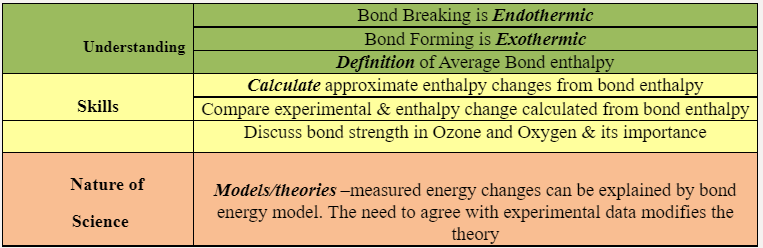 Understanding
Bond Breaking is Endothermic
Bond Forming is Exothermic
Definition of Average Bond enthalpy
Skills
Calculate approximate enthalpy changes from bond enthalpy
Compare experimental & enthalpy change calculated from bond enthalpy
Discuss bond strength in Ozone and Oxygen & its importance
Nature of
Science
Models/theories –measured energy changes can be explained by bond
energy model. The need to agree with experimental data modifies the
theory